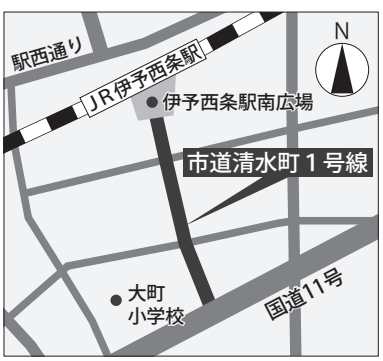 N
駅西通り
JR伊予西条駅
伊予西条駅南広場
市道清水町1号線
大町
小学校
国道11号